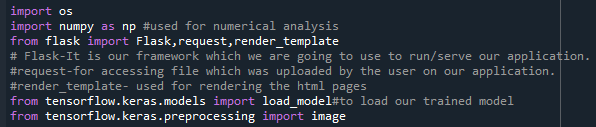 import os
import numpy as np #used for numerical analysis
from flask import Flask,request,render_template
# Flask-It is our framework which we are going to use to run/serve our application.
#request-for accessing file which was uploaded by the user on our application.
#render_template- used for rendering the html pages
from tensorflow.keras.models import load_model#to load our trained model
from tensorflow.keras.preprocessing import image